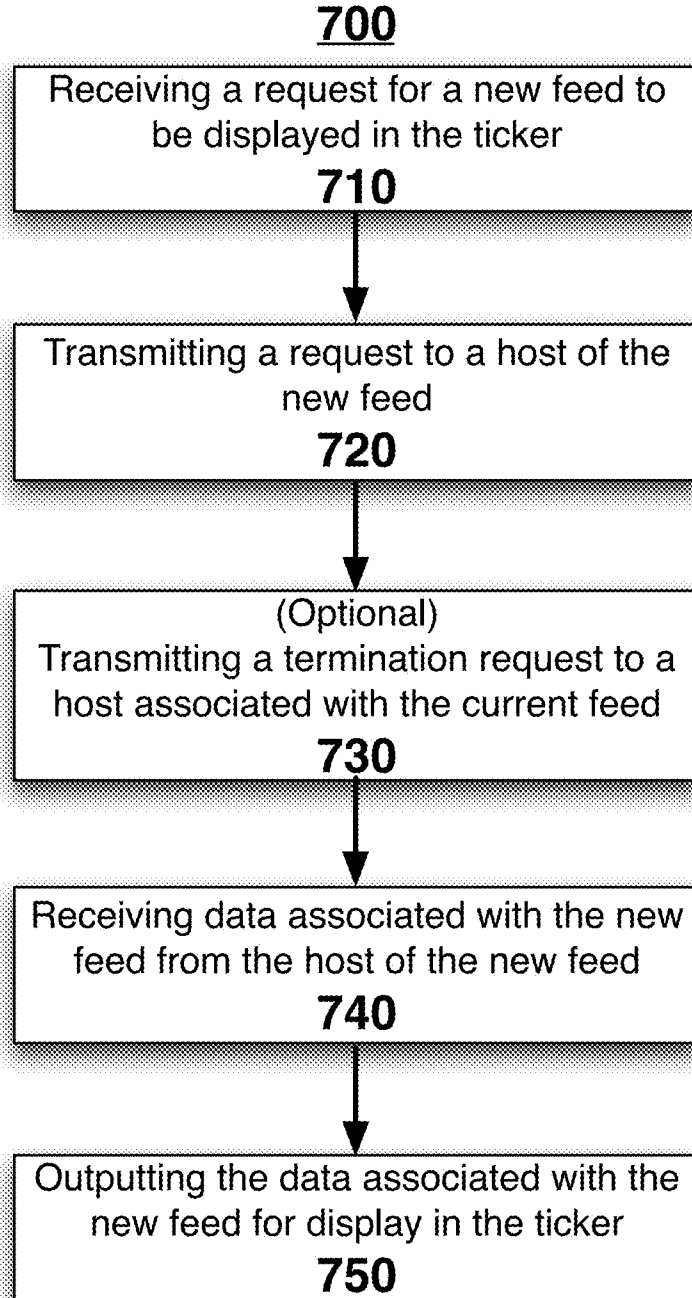 700
Receiving a request for a new feed to
be displayed in the ticker
710
Transmitting a request to a host of the
new feed
720
(Optional)
Transmitting a termination request to a
host associated with the current feed
730
Receiving data associated with the new
feed from the host of the new feed
740
Outputting the data associated with the
new feed for display in the ticker
750